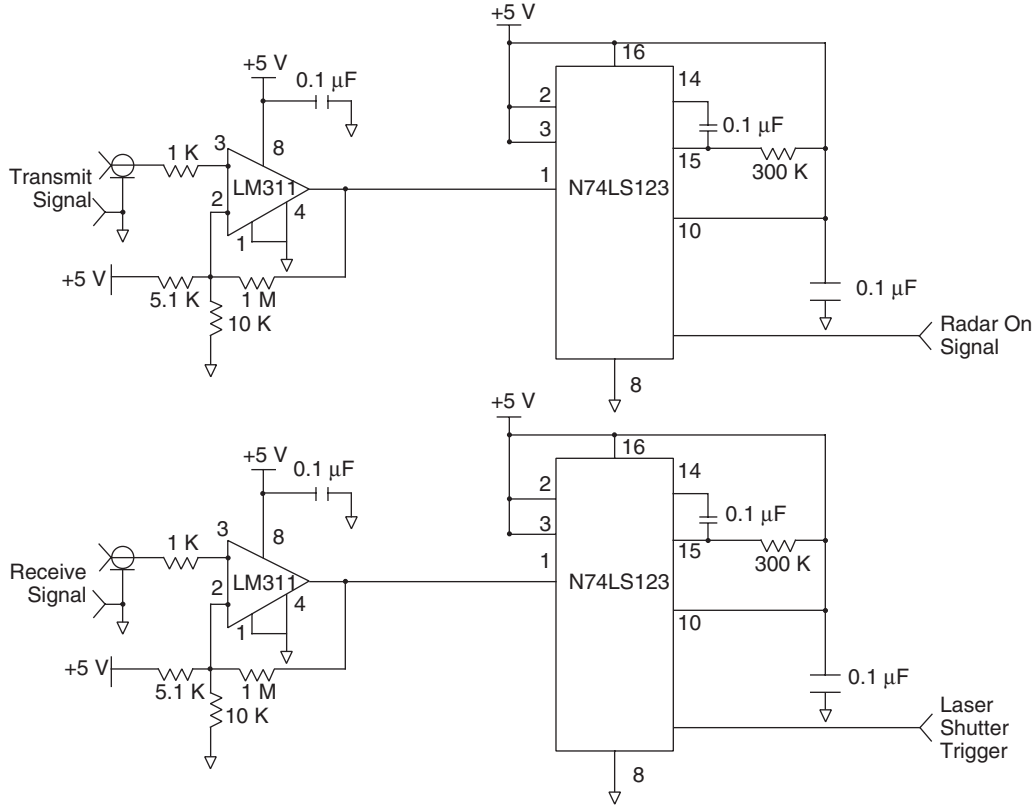 +5 V
16
+5 V
0.1 µF
14
2
0.1 µF
3
8
3
15
1 K
300 K
1
LM311
N74LS123
Transmit
Signal
2
4
10
1
+5 V
0.1 µF
5.1 K
1 M
10 K
Radar On
Signal
8
+5 V
16
+5 V
0.1 µF
14
2
0.1 µF
3
8
3
15
1 K
300 K
1
LM311
N74LS123
Receive
Signal
2
4
10
1
+5 V
0.1 µF
5.1 K
1 M
10 K
Laser
Shutter
Trigger
8